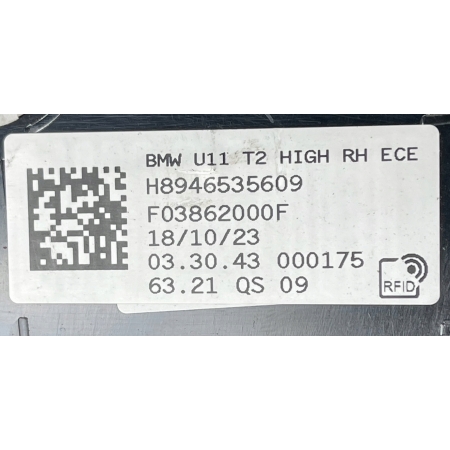 BMW U11 T2 HIGH RH ECE
H8946535609
F03862000F
18/10/23
03.30.43 000175
63.21 QS 09
RFID